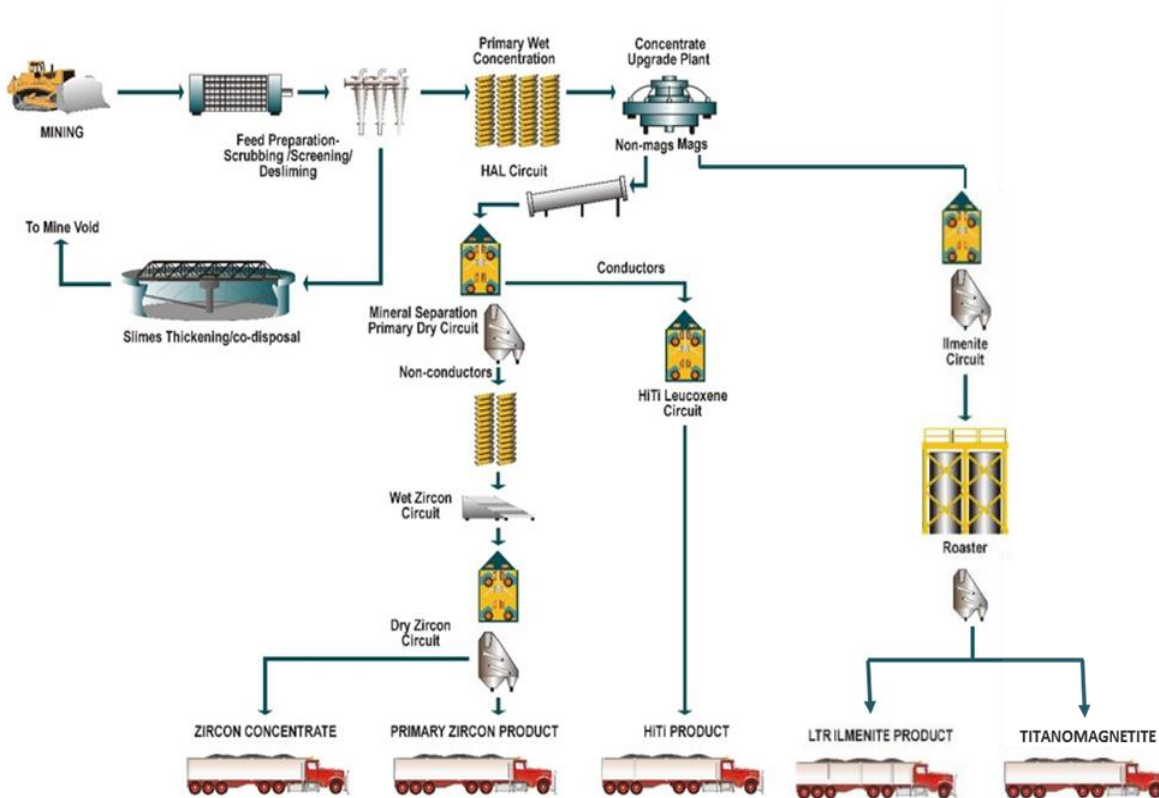 MINING
Feed Preparation-
Scrubbing /Screening/
Desliming
Primary Wet
Concentration
HAL Circuit
Concentrate
Upgrade Plant
Non-mags Mags
To Mine Void
Slimes Thickening/co-disposal
Mineral Separation
Primary Dry Circuit
Conductors
Non-conductors
HiTi Leucoxene
Circuit
Ilmenite
Circuit
Wet Zircon
Circuit
Roaster
Dry Zircon
Circuit
ZIRCON CONCENTRATE
PRIMARY ZIRCON PRODUCT
HiTi PRODUCT
LTR ILMENITE PRODUCT
TITANOMAGNETITE